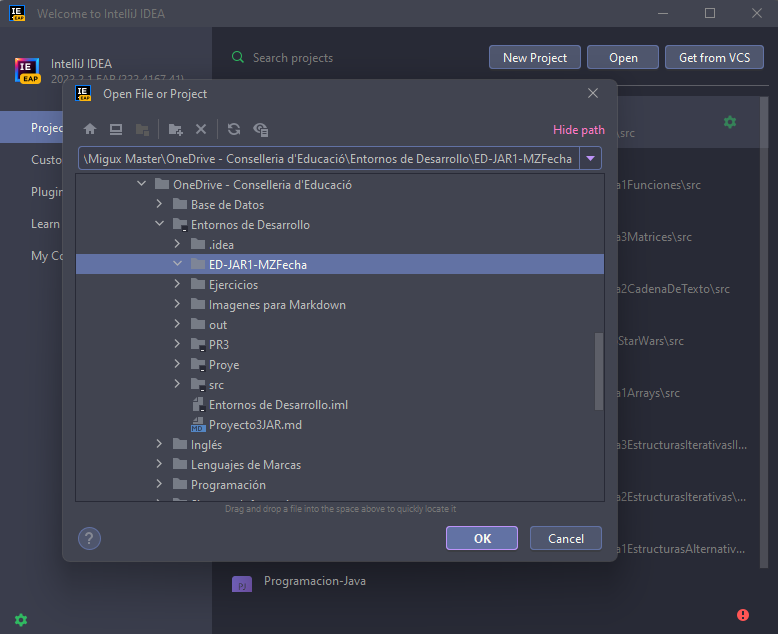 Welcome to IntelliJ IDEA
IntelliJ IDEA
2022.2.1 EAP (222.4167.41)
Search projects
New Project
Open
Get from VCS
Open File or Project
Hide path
\Migux Master\OneDrive - Conselleria d'Educació\Entornos de Desarrollo\ED-JAR1-MZFecha
OneDrive - Conselleria d'Educació
Base de Datos
Entornos de Desarrollo
.idea
ED-JAR1-MZFecha
Ejercicios
Imagenes para Markdown
out
PR3
Proye
src
Entornos de Desarrollo.iml
Proyecto3JAR.md
Inglés
Lenguajes de Marcas
Programación
Drag and drop a file into the space above to quickly locate it
?
OK
Cancel
Projec
Custo
Plugin
Learn
My Co
\src
a1Funciones\src
a3Matrices\src
a2CadenaDeTexto\src
StarWars\src
a1Arrays\src
a3EstructurasIterativasII...
a2EstructurasIterativas\...
a1EstructurasAlternativ...
PJ
Programacion-Java